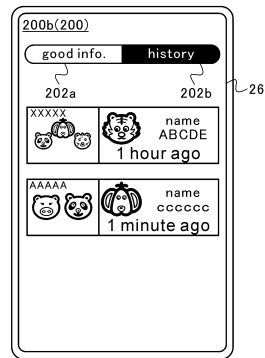 200b(200)
good info. history
202a 202b
26
XXXXX
name
ABCDE
1 hour ago
AAAAA
name
cccccc
1 minute ago